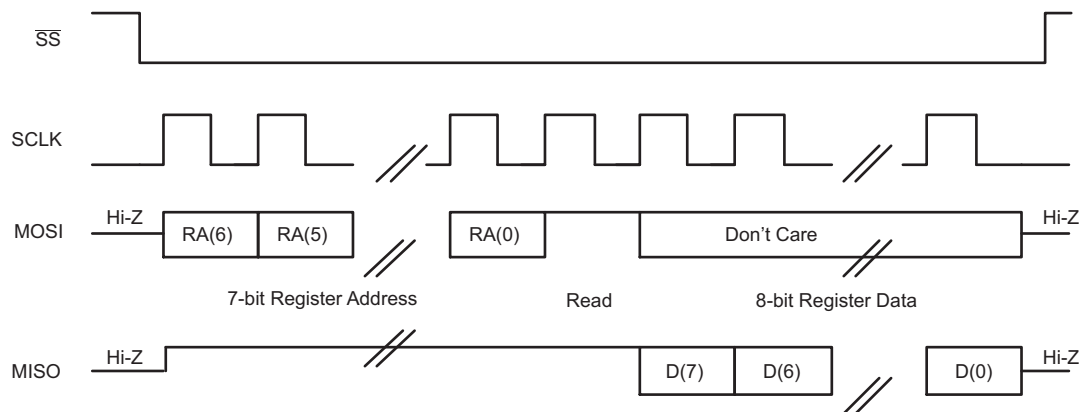 SS
SCLK
MOSI Hi-Z RA(6) RA(5) RA(0) Don't Care Hi-Z
7-bit Register Address Read 8-bit Register Data
MISO Hi-Z D(7) D(6) D(0) Hi-Z